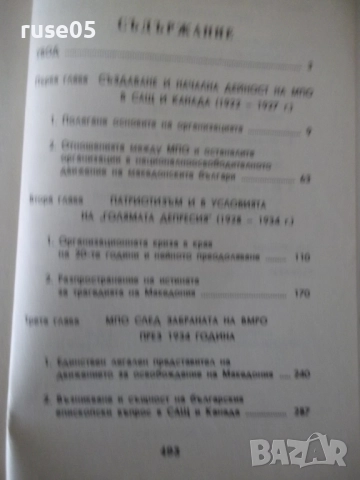 ruse05
СЪДЪРЖАНИЕ
УВОД 7
Първа глава СЪЗДАВАНЕ И НАЧАЛНА ДЕЙНОСТ НА МПО
В САЩ И КАНАДА (1922 – 1927 г.)
1. Полагане основите на организацията 9
2. Отношенията между МПО и останалите
организации в националноосвободителното
движение на македонските българи 63
Втора глава ПАТРИОТИЗЪМ И В УСЛОВИЯТА
НА „ГОЛЯМАТА ДЕПРЕСИЯ" (1928 – 1934 г.)
1. Организационната криза в края
на 20-те години и нейното преодоляване 110
2. Разпространение на истината
за трагедията на Македония 170
Трета глава МПО СЛЕД ЗАБРАНАТА НА ВМРО
ПРЕЗ 1934 ГОДИНА
1. Единствен легален представител на
движението за освобождение на Македония 240
2. Възникване и същност на българския
епископски въпрос в САЩ и Канада 287
BAZAR
bg